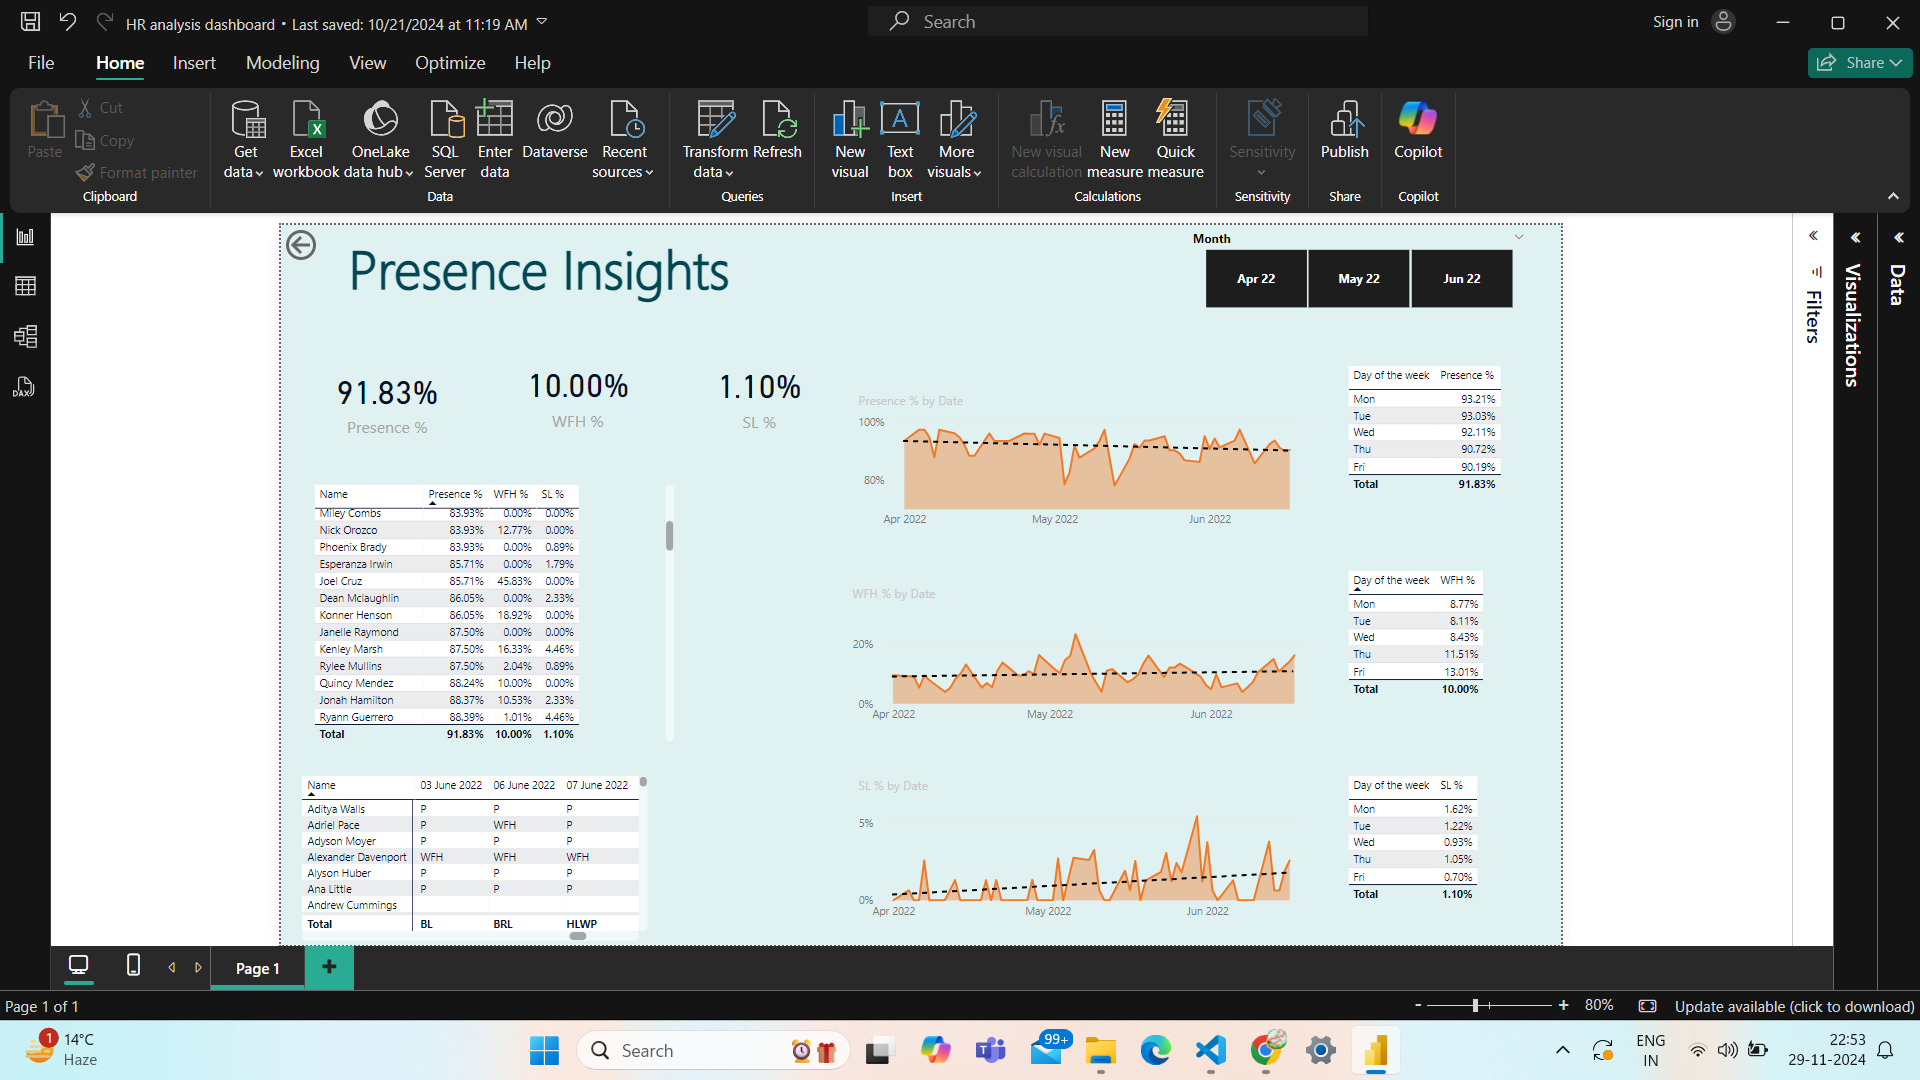 HR analysis dashboard • Last saved: 10/21/2024 at 11:19 AM
Search
Sign in
File Home Insert Modeling View Optimize Help
Share
Paste
Cut
Copy
Format painter
Clipboard
Get data
Excel workbook
OneLake data hub
SQL Server
Enter data
Dataverse
Recent sources
Data
Transform data
Refresh
Queries
New visual
Text box
More visuals
Insert
New visual calculation
New measure
Quick measure
Calculations
Sensitivity
Sensitivity
Publish
Share
Copilot
Copilot
DAX
Presence Insights
Month
Apr 22 May 22 Jun 22
Filters
Visualizations
Data
91.83%
Presence %
10.00%
WFH %
1.10%
SL %
Name Presence % WFH % SL %
Miley Combs 83.93% 0.00% 0.00%
Nick Orozco 83.93% 12.77% 0.00%
Phoenix Brady 83.93% 0.00% 0.89%
Esperanza Irwin 85.71% 0.00% 1.79%
Joel Cruz 85.71% 45.83% 0.00%
Dean Mclaughlin 86.05% 0.00% 2.33%
Konner Henson 86.05% 18.92% 0.00%
Janelle Raymond 87.50% 0.00% 0.00%
Kenley Marsh 87.50% 16.33% 4.46%
Rylee Mullins 87.50% 2.04% 0.89%
Quincy Mendez 88.24% 10.00% 0.00%
Jonah Hamilton 88.37% 10.53% 2.33%
Ryann Guerrero 88.39% 1.01% 4.46%
Total 91.83% 10.00% 1.10%
Name 03 June 2022 06 June 2022 07 June 2022
Aditya Walls P P P
Adriel Pace P WFH P
Adyson Moyer P P P
Alexander Davenport WFH WFH WFH
Alyson Huber P P P
Ana Little P P P
Andrew Cummings
Total BL BRL HLWP
Presence % by Date
100%
80%
Apr 2022 May 2022 Jun 2022
Day of the week Presence %
Mon 93.21%
Tue 93.03%
Wed 92.11%
Thu 90.72%
Fri 90.19%
Total 91.83%
WFH % by Date
20%
0%
Apr 2022 May 2022 Jun 2022
Day of the week WFH %
Mon 8.77%
Tue 8.11%
Wed 8.43%
Thu 11.51%
Fri 13.01%
Total 10.00%
SL % by Date
5%
0%
Apr 2022 May 2022 Jun 2022
Day of the week SL %
Mon 1.62%
Tue 1.22%
Wed 0.93%
Thu 1.05%
Fri 0.70%
Total 1.10%
Page 1
+
Page 1 of 1
- + 80%
Update available (click to download)
1
14°C
Haze
Search
99+
ENG
IN
22:53
29-11-2024